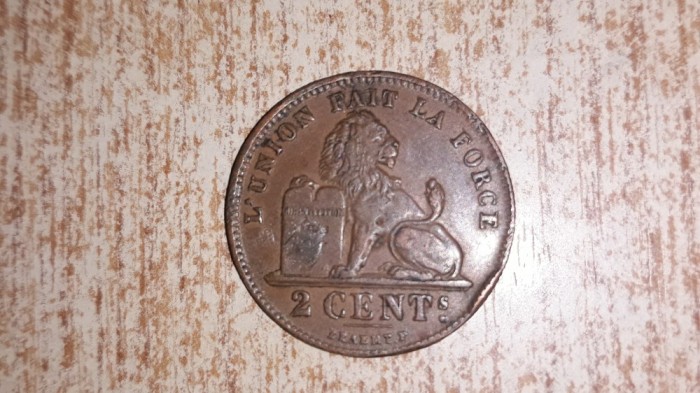 L'UNION FAIT LA FORCE
2 CENTS